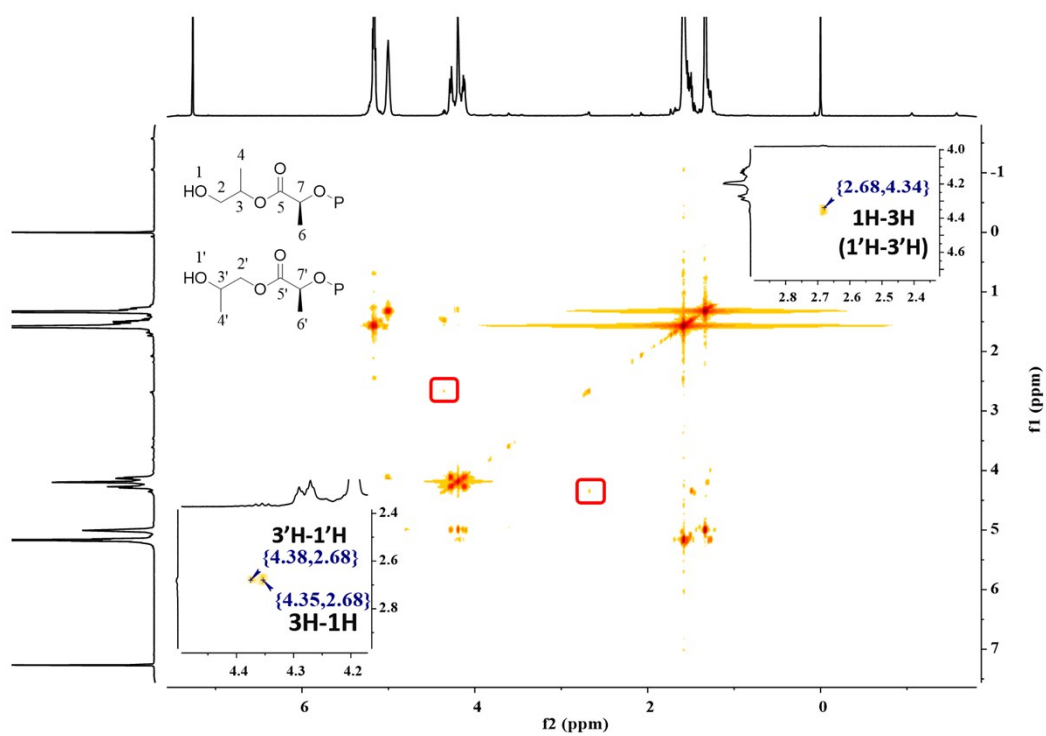 4
1
O
HO
2
7
O
3
O
5
P
6
1'
O
HO
3'
2'
7'
O
O
5'
P
4'
6'
4.0
4.2
4.4
4.6
{2.68,4.34}
1H-3H
(1’H-3’H)
2.8 2.7 2.6 2.5 2.4
-1
0
1
2
3
4
5
6
7
f1 (ppm)
2.4
2.6
2.8
3’H-1’H
{4.38,2.68}
{4.35,2.68}
3H-1H
4.4 4.3 4.2
6 4 2 0
f2 (ppm)